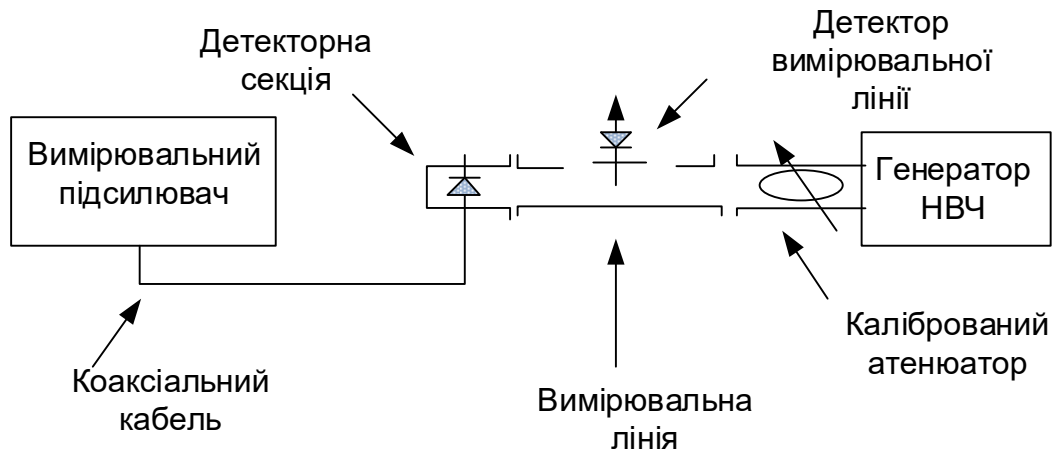 Детекторна
секція
Детектор
вимірювальної
лінії
Вимірювальний
підсилювач
Генератор
НВЧ
Коаксіальний
кабель
Вимірювальна
лінія
Калібрований
атенюатор